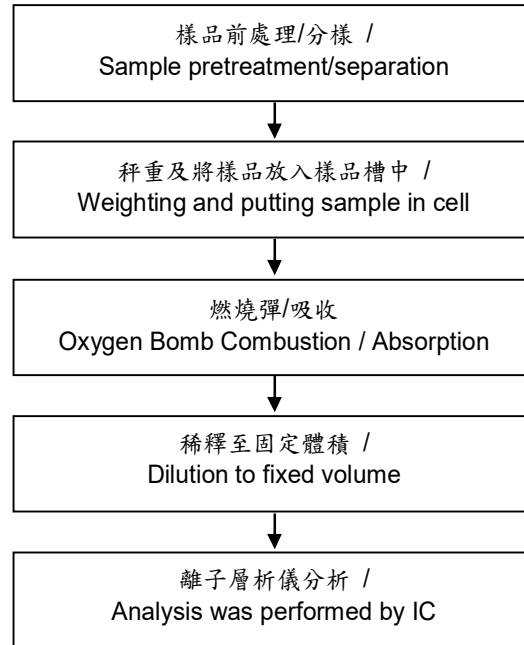 樣品前處理/分樣 /
Sample pretreatment/separation
秤重及將樣品放入樣品槽中 /
Weighting and putting sample in cell
燃燒彈/吸收
Oxygen Bomb Combustion / Absorption
稀釋至固定體積 /
Dilution to fixed volume
離子層析儀分析 /
Analysis was performed by IC